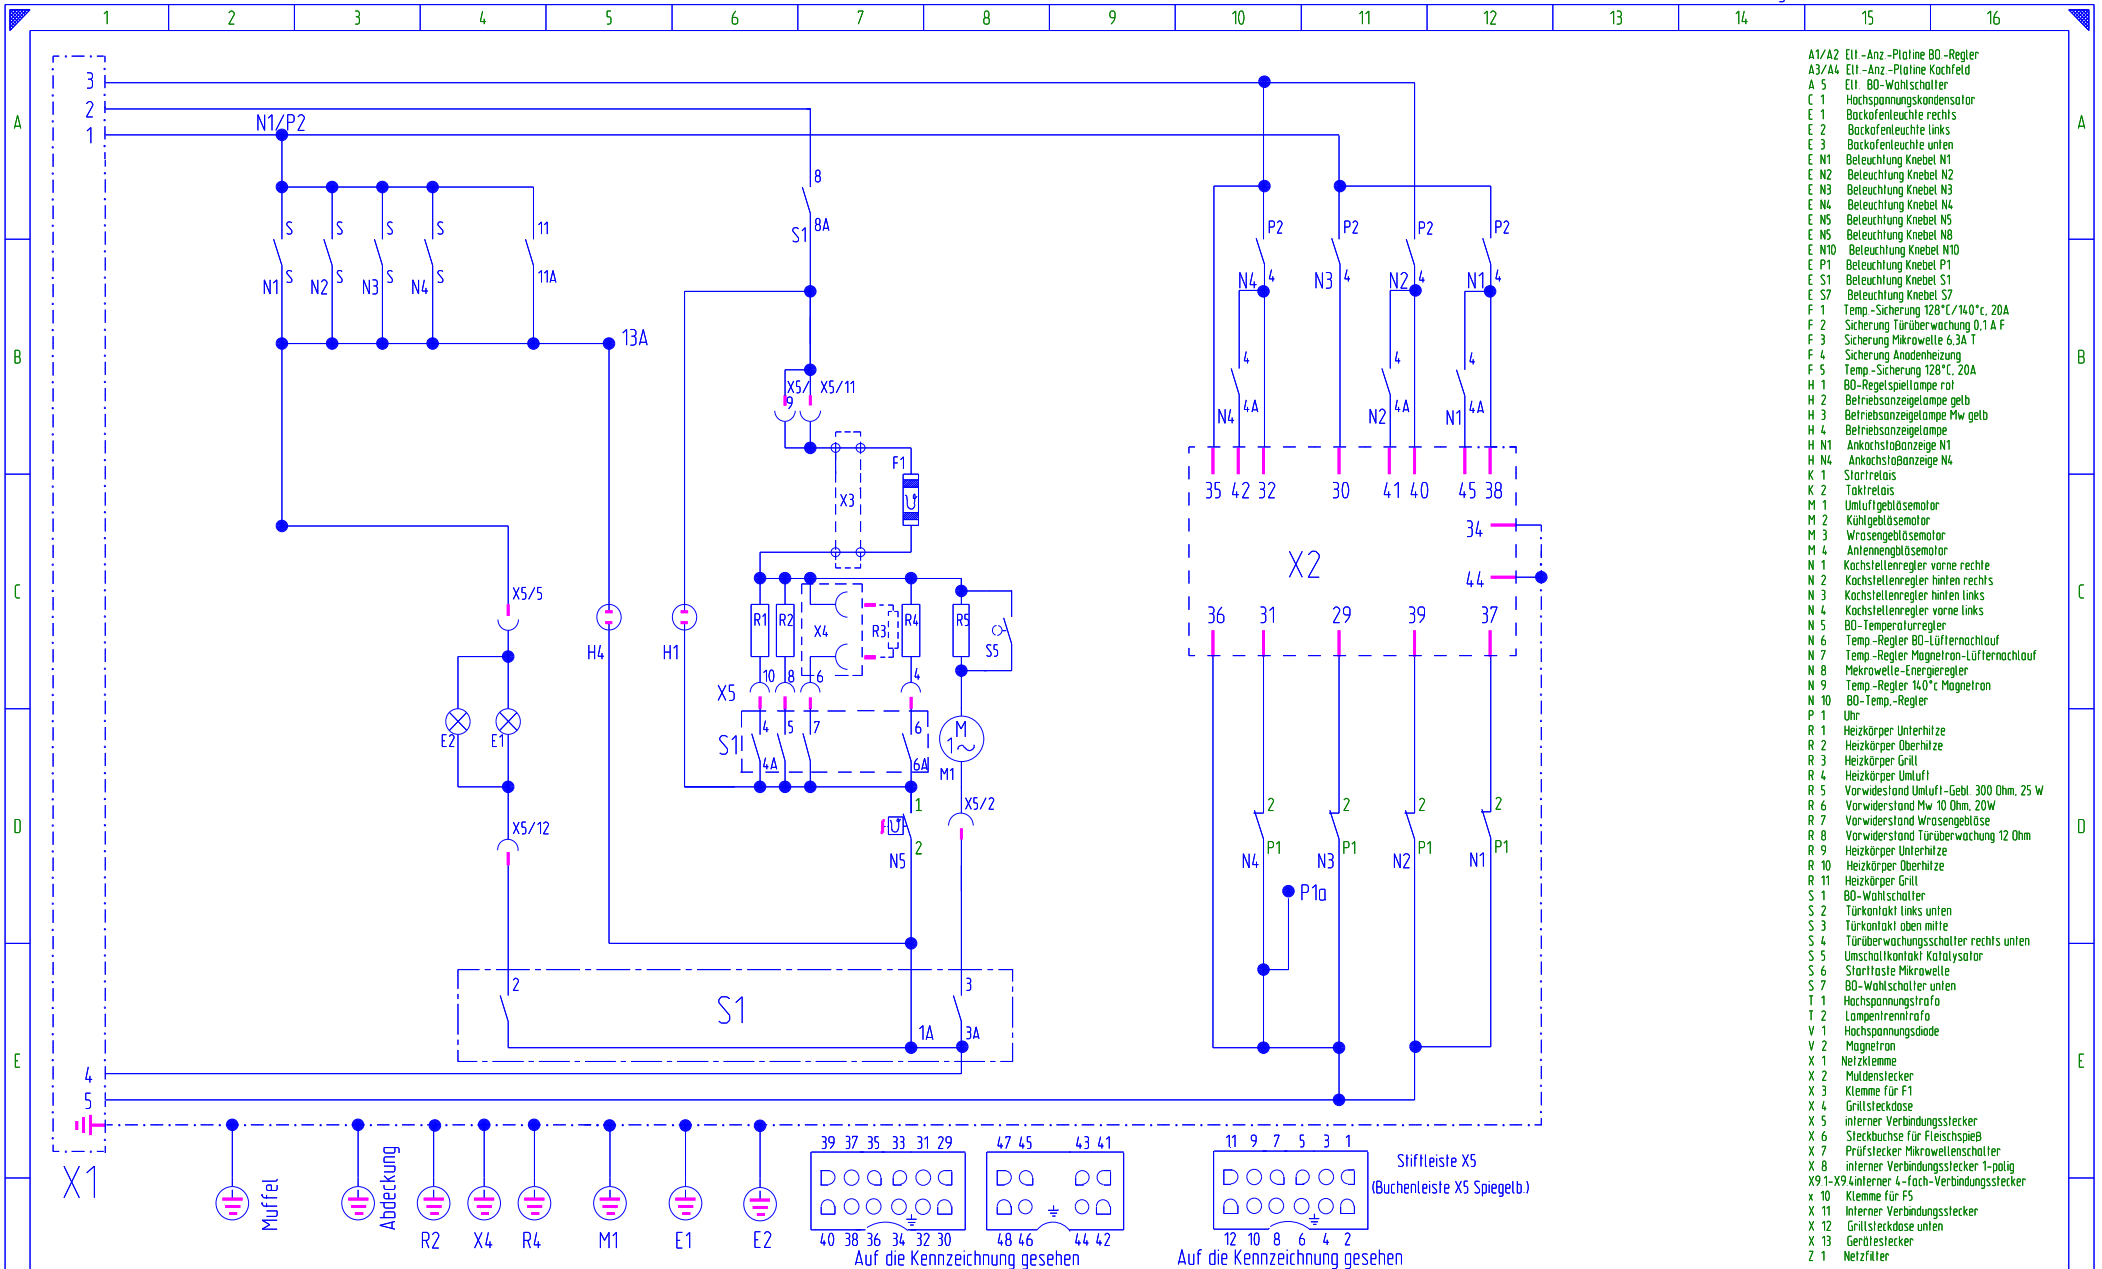 1 2 3 4 5 6 7 8 9 10 11 12 13 14 15 16
A
B
C
D
E
A
B
C
D
E
3
2
1
N1/P2
S S S S 11
S S S S 11A
N1 N2 N3 N4
13A
8
8A
S1
X5/9 X5/11
F1
X3
X5/5
H4
H1
R1 R2 X4 R3 R4 R5 S5
10 8 6 4
X5
4 5 7 6
S1
4A 6A
M
1~
M1
E2 E1
X5/12
X5/2
1
2
N5
2
S1
3
1A 3A
P2 P2 P2 P2
4 4 4 4
N4 N3 N2 N1
4 4 4
4A 4A 4A
N4 N2 N1
35 42 32 30 41 40 45 38
34
X2
44
36 31 29 39 37
2 2 2 2
P1 P1 P1 P1
N4 N3 N2 N1
P1a
4
5
X1
Muffel
Abdeckung
R2 X4 R4 M1 E1 E2
39 37 35 33 31 29
40 38 36 34 32 30
47 45 43 41
48 46 44 42
Auf die Kennzeichnung gesehen
11 9 7 5 3 1
12 10 8 6 4 2
Auf die Kennzeichnung gesehen
Stiftleiste X5
(Buchenleiste X5 Spiegelb.)
A1/A2 Elt.-Anz.-Platine BO.-Regler
A3/A4 Elt.-Anz.-Platine Kochfeld
A 5 Elt. BO-Wahlschalter
C 1 Hochspannungskondensator
E 1 Backofenleuchte rechts
E 2 Backofenleuchte links
E 3 Backofenleuchte unten
E N1 Beleuchtung Knebel N1
E N2 Beleuchtung Knebel N2
E N3 Beleuchtung Knebel N3
E N4 Beleuchtung Knebel N4
E N5 Beleuchtung Knebel N5
E N5 Beleuchtung Knebel N8
E N10 Beleuchtung Knebel N10
E P1 Beleuchtung Knebel P1
E S1 Beleuchtung Knebel S1
E S7 Beleuchtung Knebel S7
F 1 Temp.-Sicherung 128°C/140°c, 20A
F 2 Sicherung Türüberwachung 0,1 A F
F 3 Sicherung Mikrowelle 6,3A T
F 4 Sicherung Anodenheizung
F 5 Temp.-Sicherung 128°C, 20A
H 1 BO-Regelspiellampe rot
H 2 Betriebsanzeigelampe gelb
H 3 Betriebsanzeigelampe Mw gelb
H 4 Betriebsanzeigelampe
H N1 Ankochstoßanzeige N1
H N4 Ankochstoßanzeige N4
K 1 Startrelais
K 2 Taktrelais
M 1 Umluftgebläsemotor
M 2 Kühlgebläsemotor
M 3 Wrasengebläsemotor
M 4 Antennengbläsemotor
N 1 Kochstellenregler vorne rechte
N 2 Kochstellenregler hinten rechts
N 3 Kochstellenregler hinten links
N 4 Kochstellenregler vorne links
N 5 BO-Temperaturregler
N 6 Temp.-Regler BO-Lüfternachlauf
N 7 Temp.-Regler Magnetron-Lüfternachlauf
N 8 Mekrowelle-Energieregler
N 9 Temp.-Regler 140°c Magnetron
N 10 BO-Temp.-Regler
P 1 Uhr
R 1 Heizkörper Unterhitze
R 2 Heizkörper Oberhitze
R 3 Heizkörper Grill
R 4 Heizkörper Umluft
R 5 Vorwidestand Umluft-Gebl. 300 Ohm, 25 W
R 6 Vorwiderstand Mw 10 Ohm, 20W
R 7 Vorwiderstand Wrasengebläse
R 8 Vorwiderstand Türüberwachung 12 Ohm
R 9 Heizkörper Unterhitze
R 10 Heizkörper Oberhitze
R 11 Heizkörper Grill
S 1 BO-Wahlschalter
S 2 Türkontakt links unten
S 3 Türkontakt oben mitte
S 4 Türüberwachungsschalter rechts unten
S 5 Umschaltkontakt Katalysator
S 6 Starttaste Mikrowelle
S 7 BO-Wahlschalter unten
T 1 Hochspannungstrafo
T 2 Lampentrenntrafo
V 1 Hochspannungsdiode
V 2 Magnetron
X 1 Netzklemme
X 2 Muldenstecker
X 3 Klemme für F1
X 4 Grillsteckdose
X 5 interner Verbindungsstecker
X 6 Steckbuchse für Fleischspieß
X 7 Prüfstecker Mikrowellenschalter
X 8 interner Verbindungsstecker 1-polig
X9.1-X9.4interner 4-fach-Verbindungsstecker
x 10 Klemme für F5
X 11 Interner Verbindungsstecker
X 12 Grillsteckdose unten
X 13 Gerätestecker
Z 1 Netzfilter